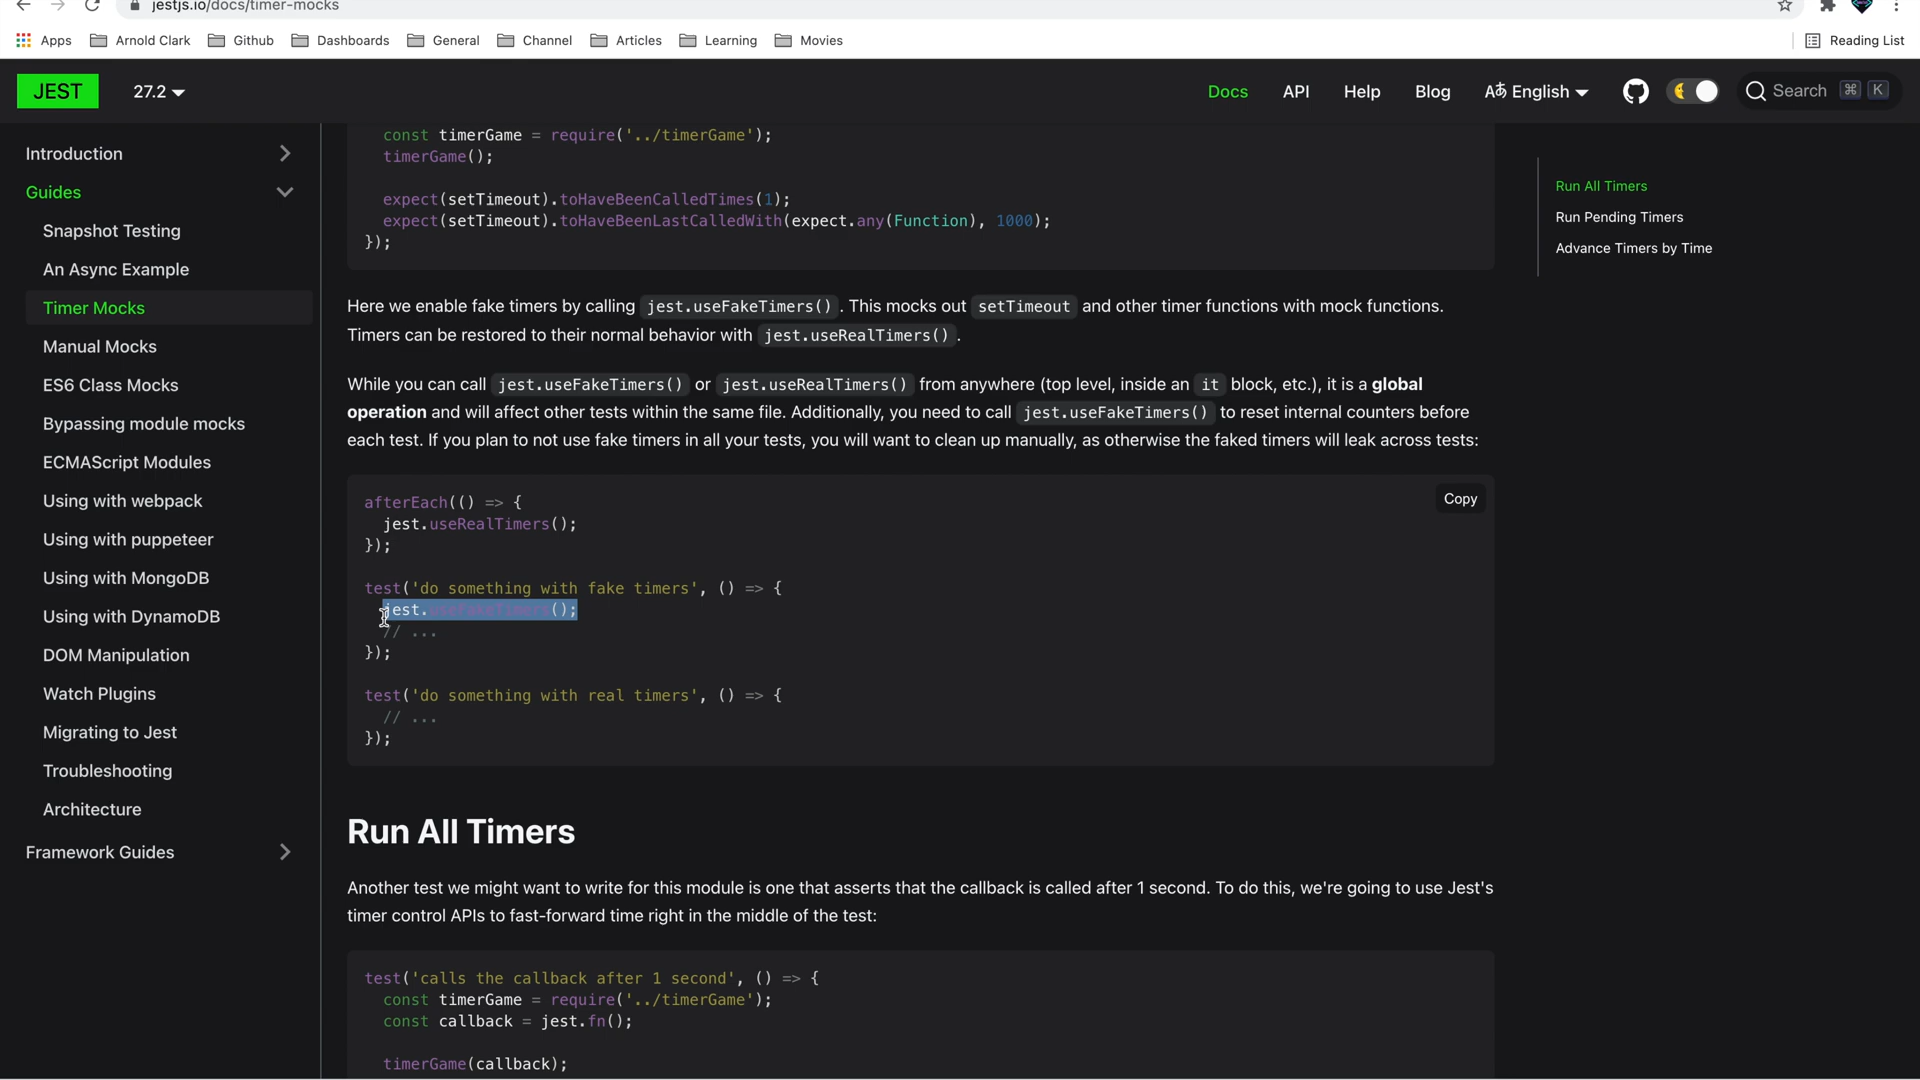 jestjs.io/docs/timer-mocks
Apps Arnold Clark Github Dashboards General Channel Articles Learning Movies Reading List
JEST 27.2 Docs API Help Blog English Search ⌘ K
Introduction
Guides
Snapshot Testing
An Async Example
Timer Mocks
Manual Mocks
ES6 Class Mocks
Bypassing module mocks
ECMAScript Modules
Using with webpack
Using with puppeteer
Using with MongoDB
Using with DynamoDB
DOM Manipulation
Watch Plugins
Migrating to Jest
Troubleshooting
Architecture
Framework Guides
const timerGame = require('../timerGame');
timerGame();
expect(setTimeout).toHaveBeenCalledTimes(1);
expect(setTimeout).toHaveBeenLastCalledWith(expect.any(Function), 1000);
});
Here we enable fake timers by calling jest.useFakeTimers(). This mocks out setTimeout and other timer functions with mock functions.
Timers can be restored to their normal behavior with jest.useRealTimers().
While you can call jest.useFakeTimers() or jest.useRealTimers() from anywhere (top level, inside an it block, etc.), it is a global
operation and will affect other tests within the same file. Additionally, you need to call jest.useFakeTimers() to reset internal counters before
each test. If you plan to not use fake timers in all your tests, you will want to clean up manually, as otherwise the faked timers will leak across tests:
Copy
afterEach(() => {
jest.useRealTimers();
});
test('do something with fake timers', () => {
jest.useFakeTimers();
// ...
});
test('do something with real timers', () => {
// ...
});
Run All Timers
Another test we might want to write for this module is one that asserts that the callback is called after 1 second. To do this, we're going to use Jest's
timer control APIs to fast-forward time right in the middle of the test:
test('calls the callback after 1 second', () => {
const timerGame = require('../timerGame');
const callback = jest.fn();
timerGame(callback);
Run All Timers
Run Pending Timers
Advance Timers by Time